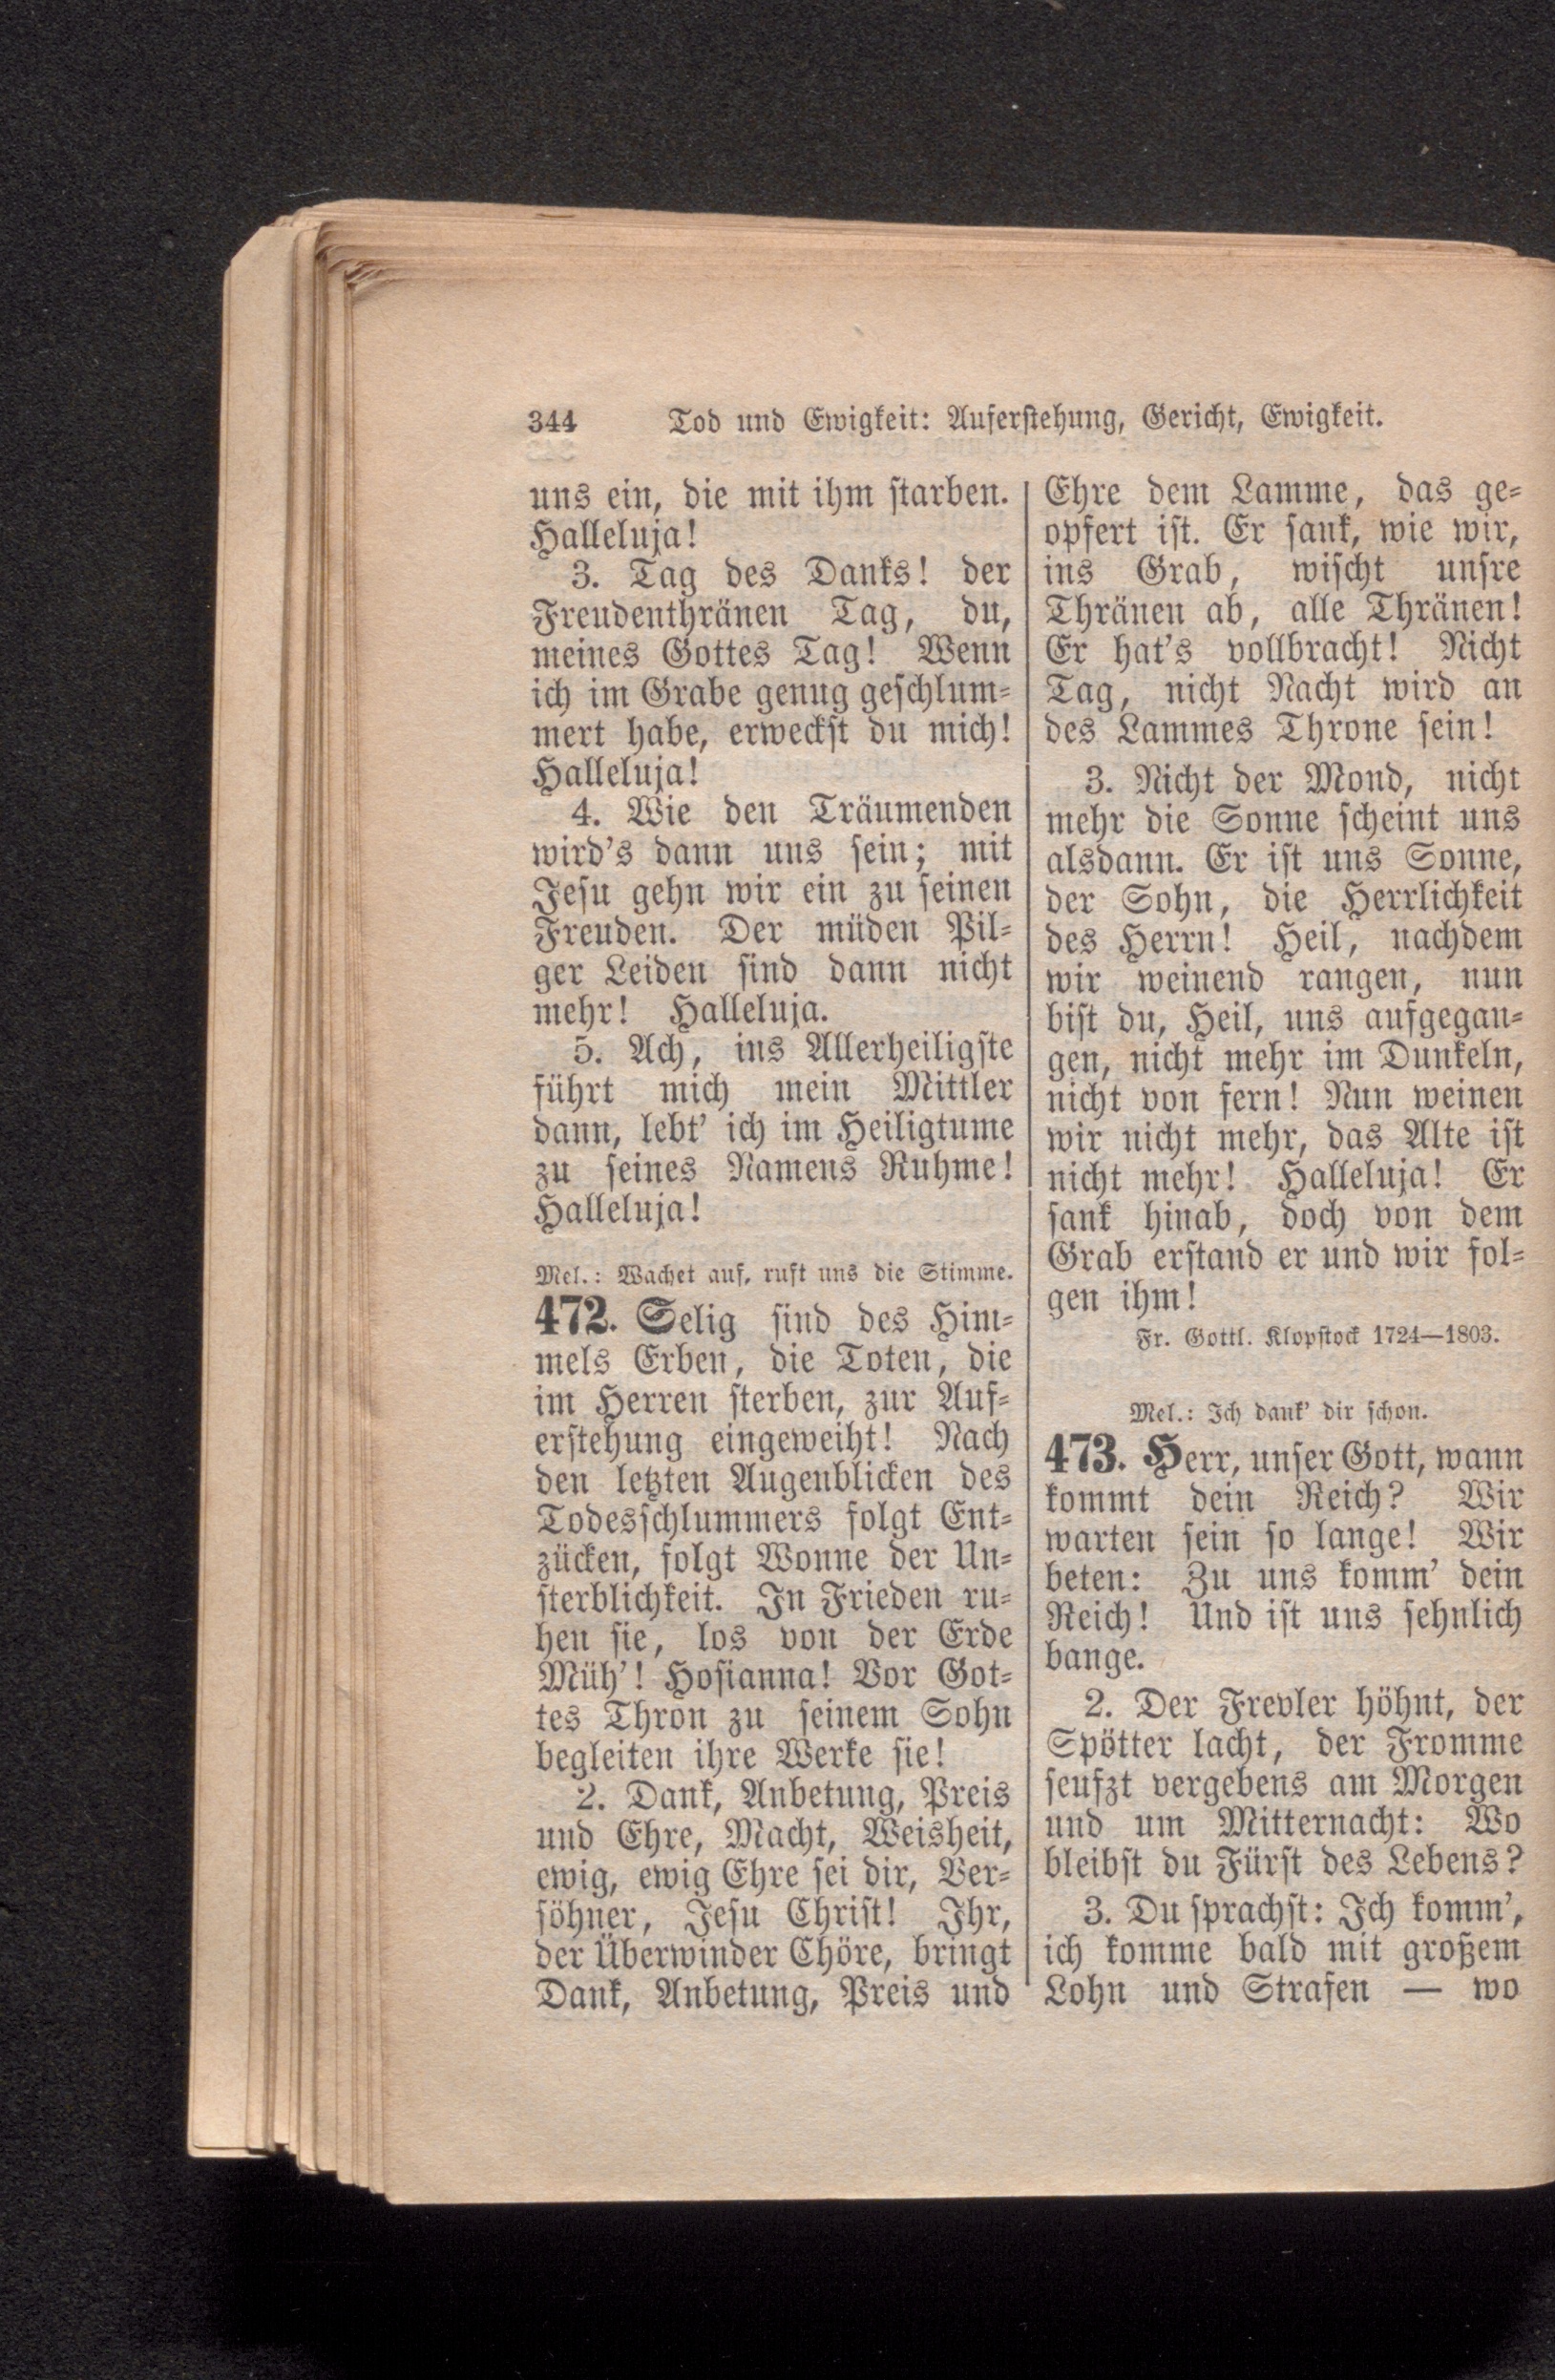 344 Tod und Ewigkeit: Auferstehung, Gericht, Ewigkeit.
uns ein, die mit ihm starben.
Halleluja!
3. Tag des Danks! der
Freudenthränen Tag, du,
meines Gottes Tag! Wenn
ich im Grabe genug geschlum-
mert habe, erweckst du mich!
Halleluja!
4. Wie den Träumenden
wird's dann uns sein; mit
Jesu gehn wir ein zu seinen
Freuden. Der müden Pil-
ger Leiden sind dann nicht
mehr! Halleluja.
5. Ach, ins Allerheiligste
führt mich mein Mittler
dann, lebt' ich im Heiligtume
zu seines Namens Ruhme!
Halleluja!
Mel.: Wachet auf, ruft uns die Stimme.
472. Selig sind des Him-
mels Erben, die Toten, die
im Herren sterben, zur Auf-
erstehung eingeweiht! Nach
den letzten Augenblicken des
Todesschlummers folgt Ent-
zücken, folgt Wonne der Un-
sterblichkeit. In Frieden ru-
hen sie, los von der Erde
Müh'! Hosianna! Vor Got-
tes Thron zu seinem Sohn
begleiten ihre Werke sie!
2. Dank, Anbetung, Preis
und Ehre, Macht, Weisheit,
ewig, ewig Ehre sei dir, Ver-
söhner, Jesu Christ! Ihr,
der Überwinder Chöre, bringt
Dank, Anbetung, Preis und
Ehre dem Lamme, das ge-
opfert ist. Er sank, wie wir,
ins Grab, wischt unsre
Thränen ab, alle Thränen!
Er hat's vollbracht! Nicht
Tag, nicht Nacht wird an
des Lammes Throne sein!
3. Nicht der Mond, nicht
mehr die Sonne scheint uns
alsdann. Er ist uns Sonne,
der Sohn, die Herrlichkeit
des Herrn! Heil, nachdem
wir weinend rangen, nun
bist du, Heil, uns aufgegan-
gen, nicht mehr im Dunkeln,
nicht von fern! Nun weinen
wir nicht mehr, das Alte ist
nicht mehr! Halleluja! Er
sank hinab, doch von dem
Grab erstand er und wir fol-
gen ihm!
Fr. Gottl. Klopstock 1724—1803.
Mel.: Ich dank' dir schon.
473. Herr, unser Gott, wann
kommt dein Reich? Wir
warten sein so lange! Wir
beten: Zu uns komm' dein
Reich! Und ist uns sehnlich
bange.
2. Der Frevler höhnt, der
Spötter lacht, der Fromme
seufzt vergebens am Morgen
und um Mitternacht: Wo
bleibst du Fürst des Lebens?
3. Du sprachst: Ich komm',
ich komme bald mit großem
Lohn und Strafen — wo